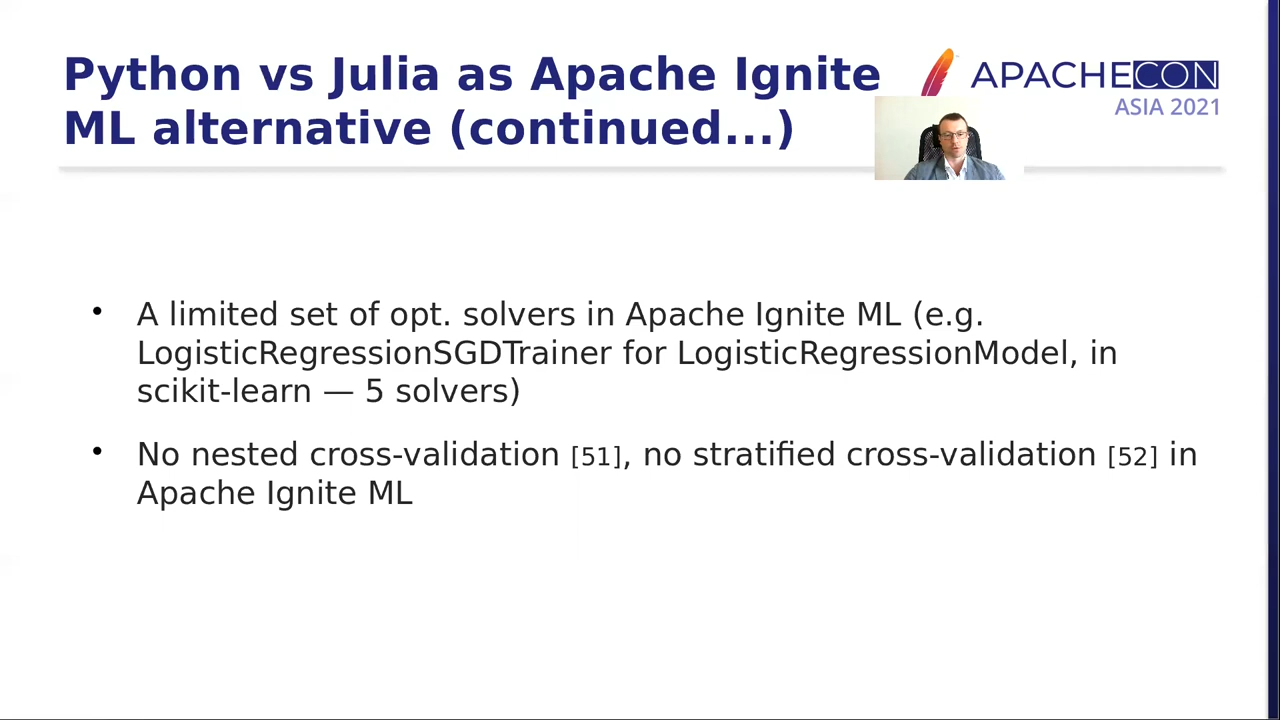 Python vs Julia as Apache Ignite
ML alternative (continued...)
APACHECON
ASIA 2021
• A limited set of opt. solvers in Apache Ignite ML (e.g.
LogisticRegressionSGDTrainer for LogisticRegressionModel, in
scikit-learn — 5 solvers)
• No nested cross-validation [51], no stratified cross-validation [52] in
Apache Ignite ML